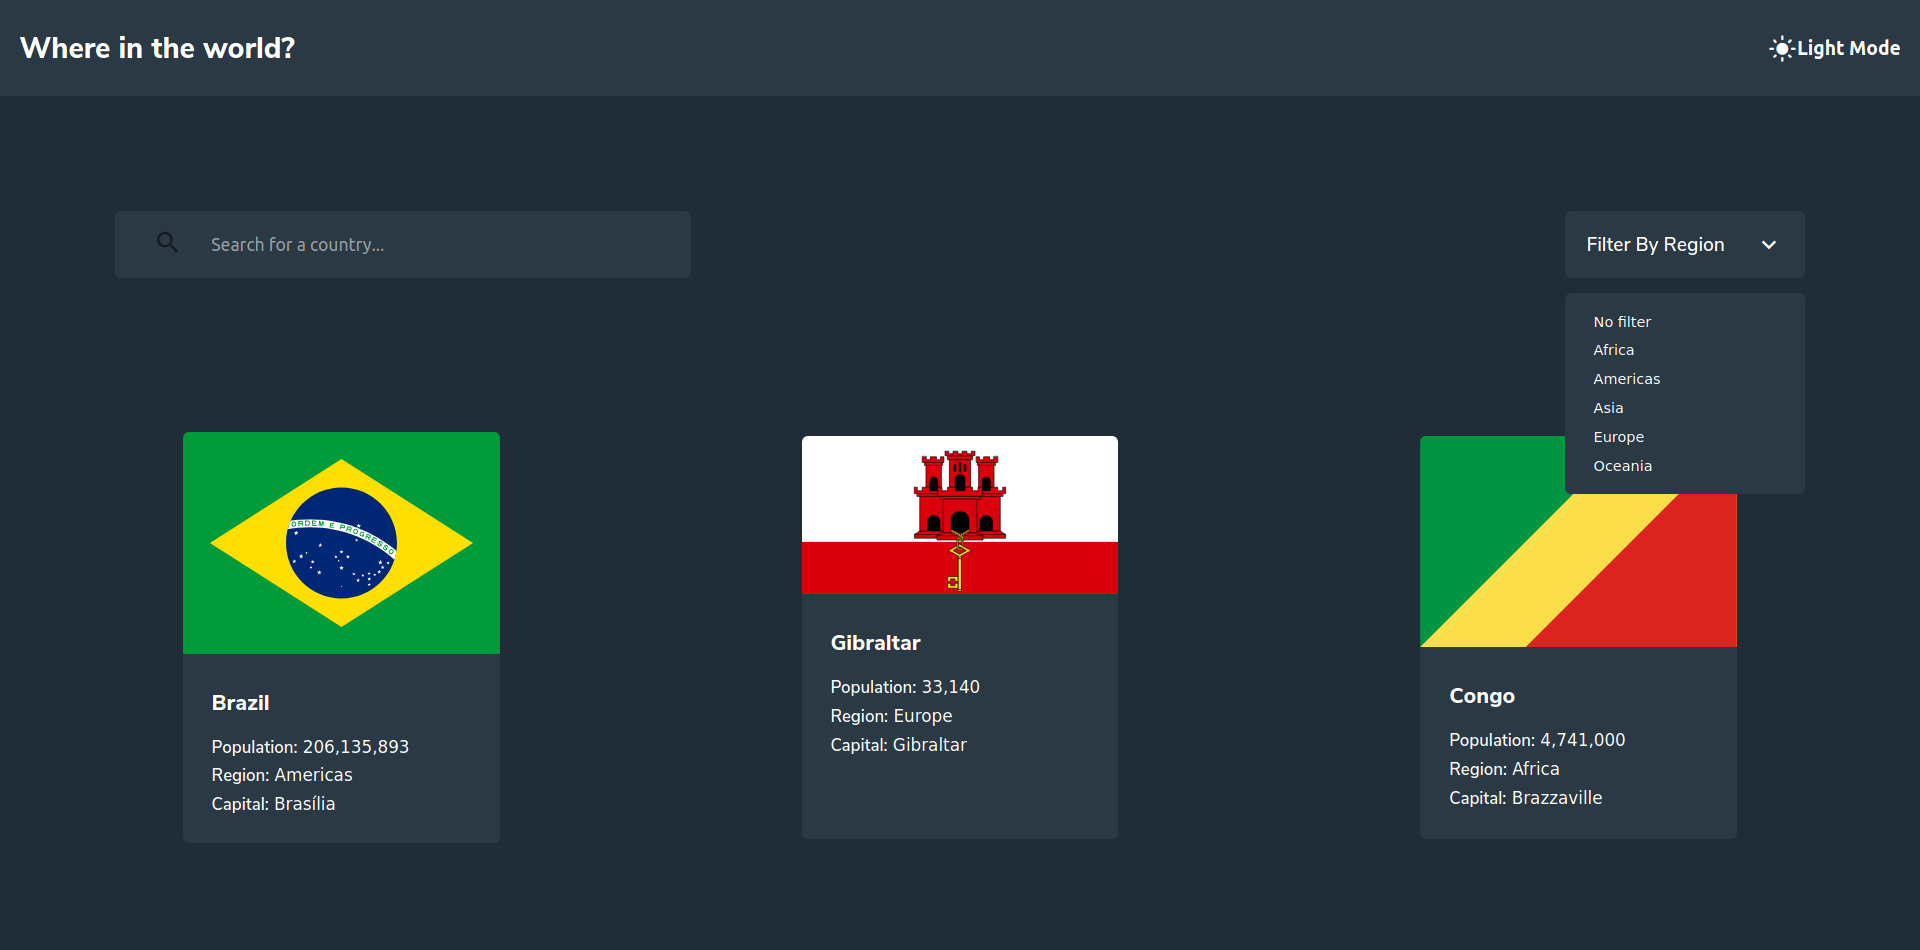 Where in the world?
Light Mode
Search for a country...
Filter By Region
No filter
Africa
Americas
Asia
Europe
Oceania
ORDEM E PROGRESSO
Brazil
Population: 206,135,893
Region: Americas
Capital: Brasília
Gibraltar
Population: 33,140
Region: Europe
Capital: Gibraltar
Congo
Population: 4,741,000
Region: Africa
Capital: Brazzaville